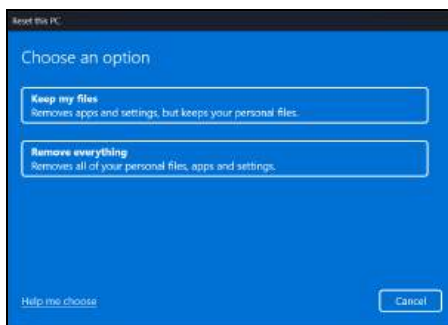 Reset this PC
Choose an option
Keep my files
Removes apps and settings, but keeps your personal files.
Remove everything
Removes all of your personal files, apps and settings.
Help me choose
Cancel